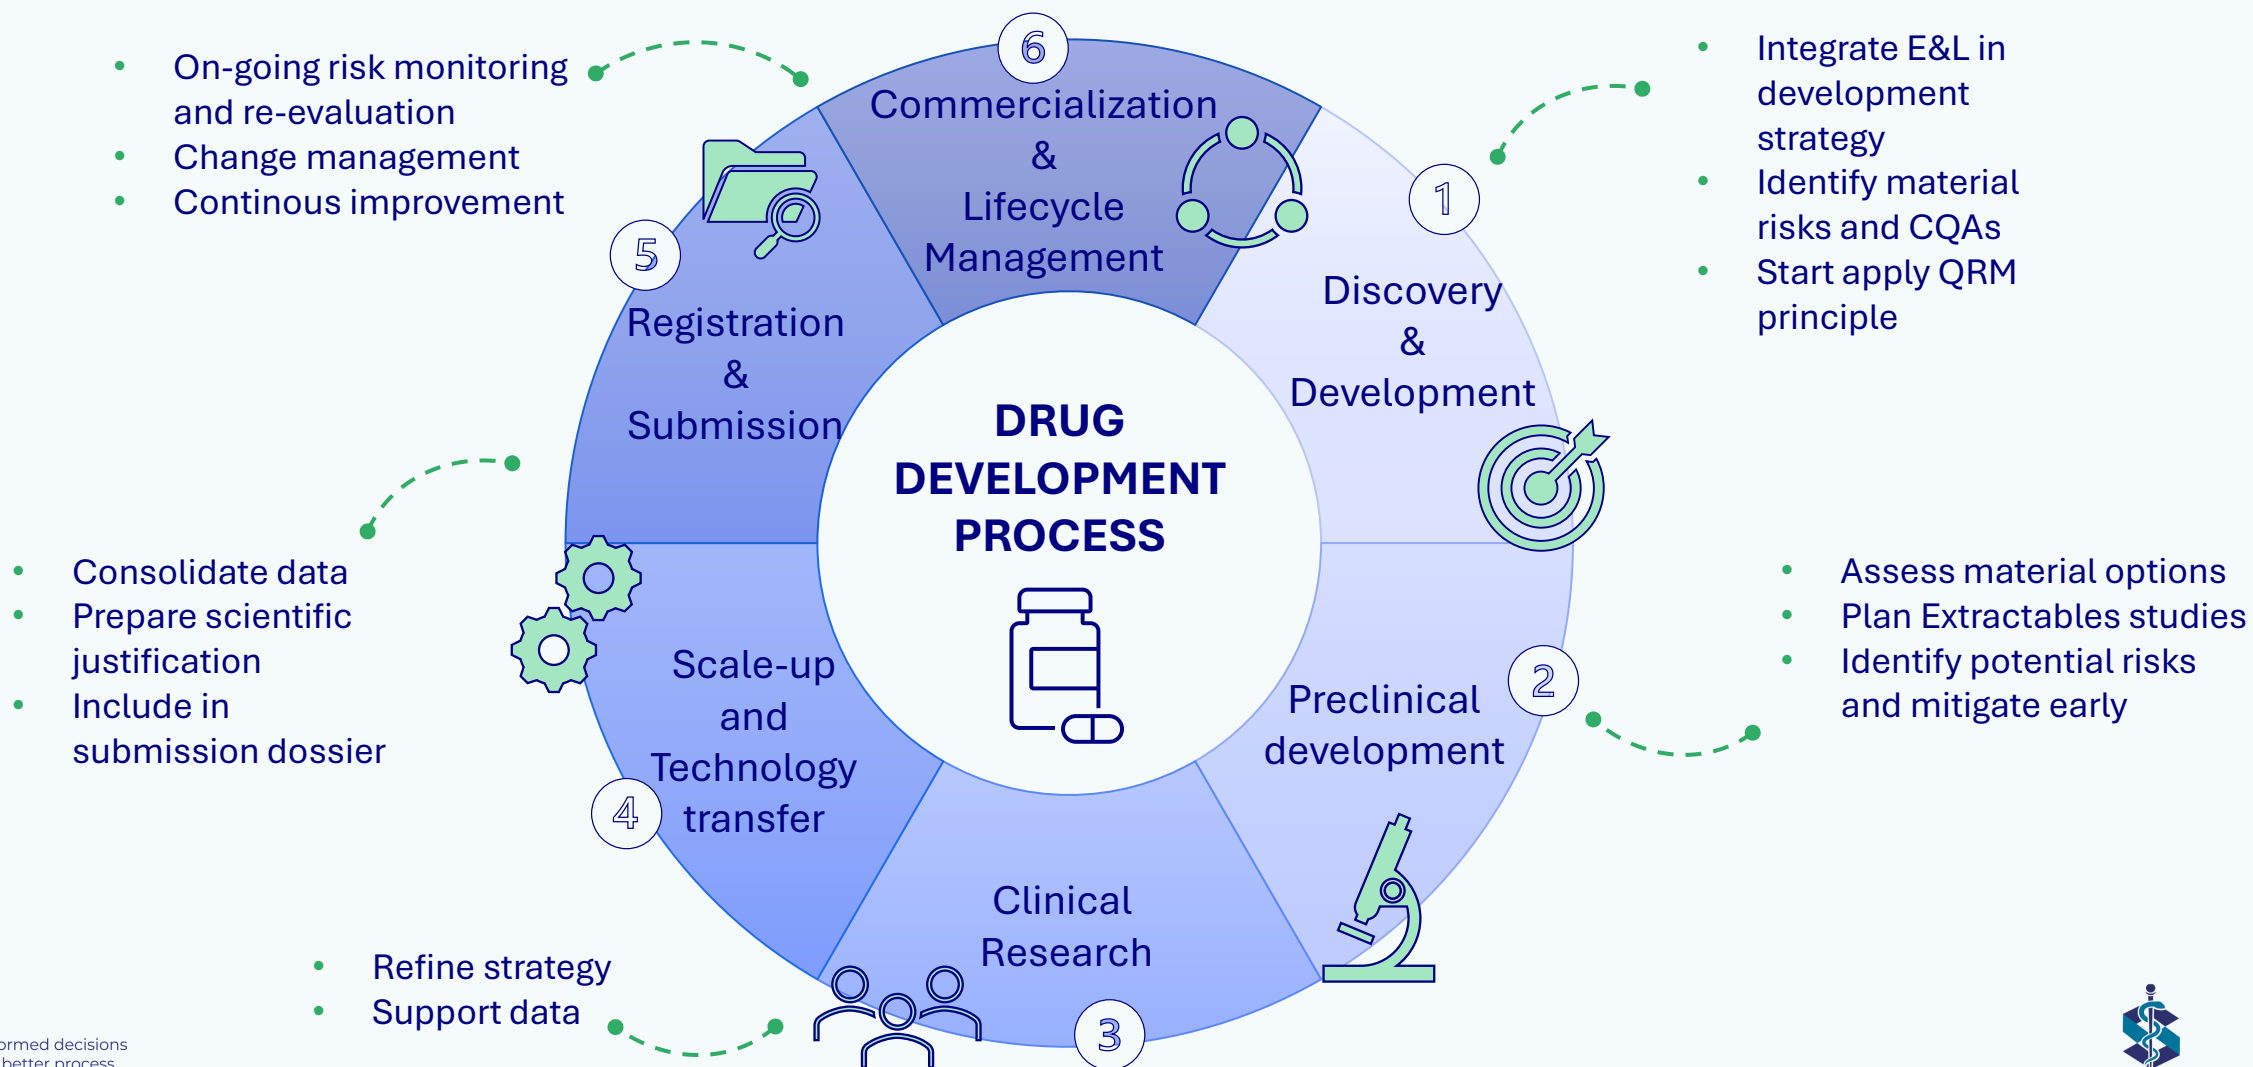 6
Commercialization
&
Lifecycle
Management
1
Discovery
&
Development
• Integrate E&L in
development
strategy
• Identify material
risks and CQAs
• Start apply QRM
principle
2
Preclinical
development
• Assess material options
• Plan Extractables studies
• Identify potential risks
and mitigate early
3
Clinical
Research
• Refine strategy
• Support data
4
Scale-up
and
Technology
transfer
• Consolidate data
• Prepare scientific
justification
• Include in
submission dossier
5
Registration
&
Submission
• On-going risk monitoring
and re-evaluation
• Change management
• Continous improvement
DRUG
DEVELOPMENT
PROCESS
decisions
better process